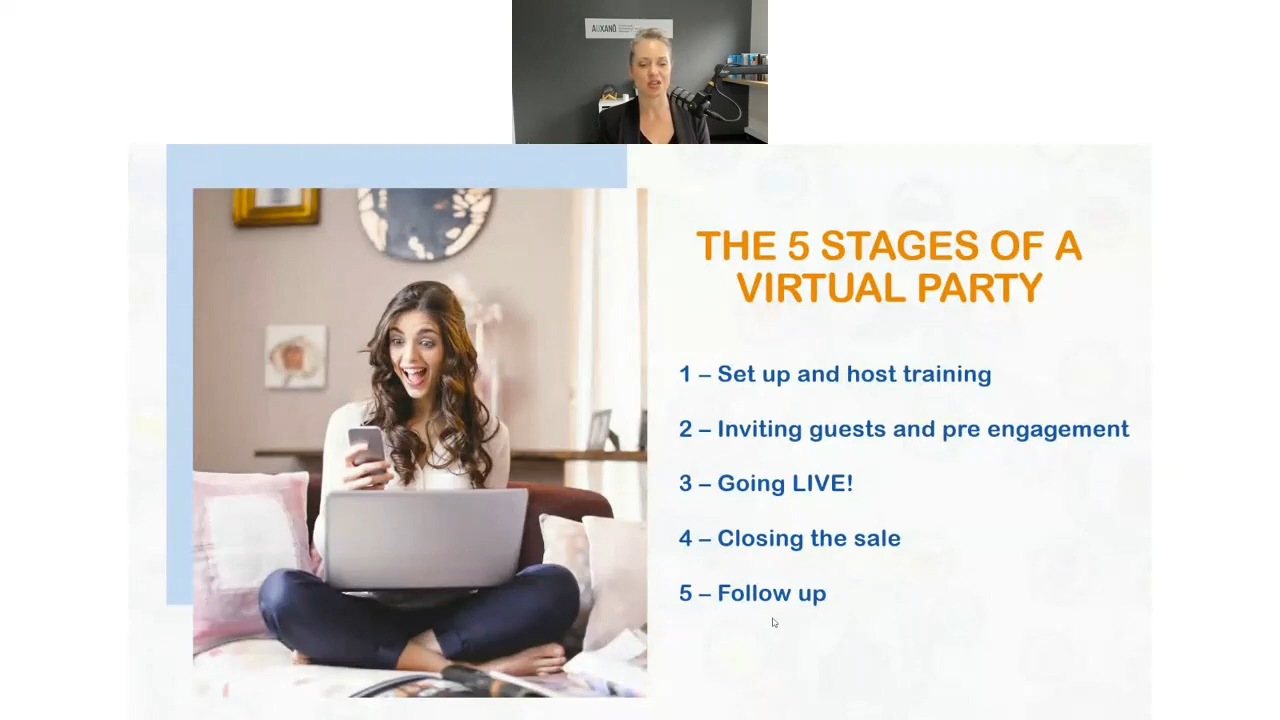 AUXANO
THE 5 STAGES OF A
VIRTUAL PARTY
1 – Set up and host training
2 – Inviting guests and pre engagement
3 – Going LIVE!
4 – Closing the sale
5 – Follow up